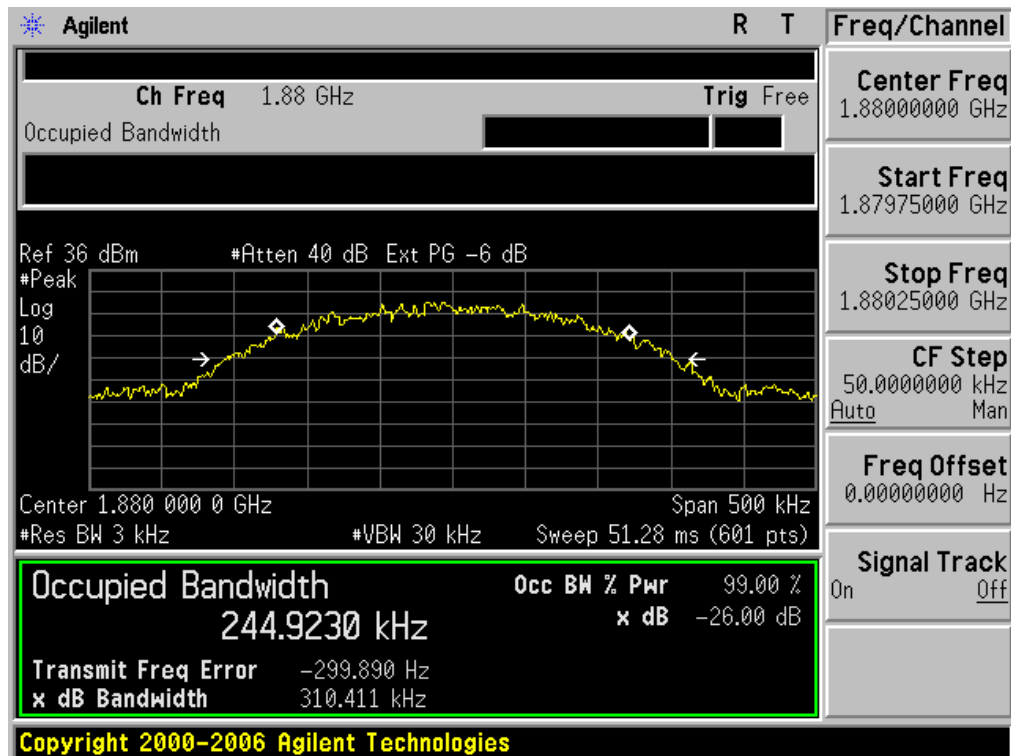 Agilent R T
Ch Freq 1.88 GHz Trig Free
Occupied Bandwidth
Ref 36 dBm #Atten 40 dB Ext PG -6 dB
#Peak
Log
10
dB/
Center 1.880 000 0 GHz Span 500 kHz
#Res BW 3 kHz #VBW 30 kHz Sweep 51.28 ms (601 pts)
Occupied Bandwidth
244.9230 kHz
Occ BW % Pwr 99.00 %
x dB -26.00 dB
Transmit Freq Error -299.890 Hz
x dB Bandwidth 310.411 kHz
Copyright 2000-2006 Agilent Technologies
Freq/Channel
Center Freq
1.88000000 GHz
Start Freq
1.87975000 GHz
Stop Freq
1.88025000 GHz
CF Step
50.0000000 kHz
Auto Man
Freq Offset
0.00000000 Hz
Signal Track
On Off